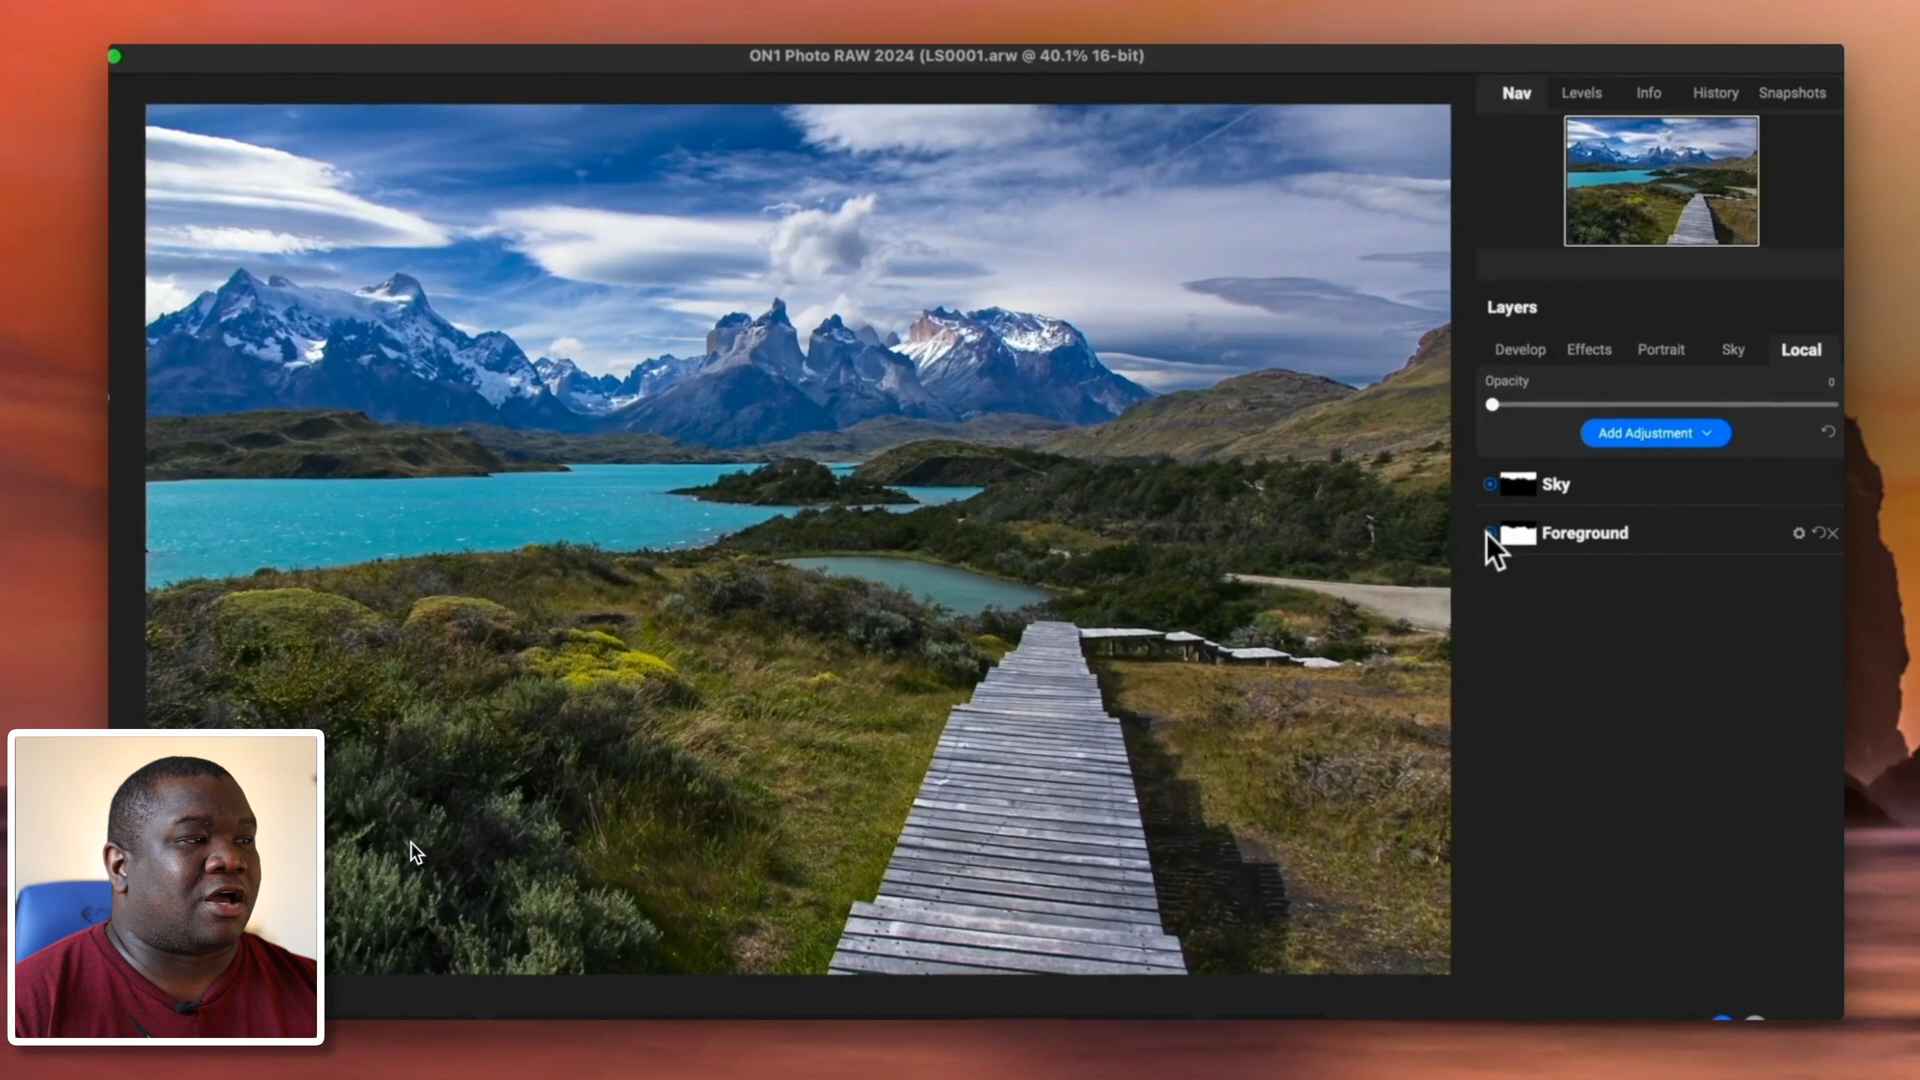 ON1 Photo RAW 2024 (LS0001.arw @ 40.1% 16-bit)
Nav Levels Info History Snapshots
Layers
Develop Effects Portrait Sky Local
Opacity 0
Add Adjustment
Sky
Foreground